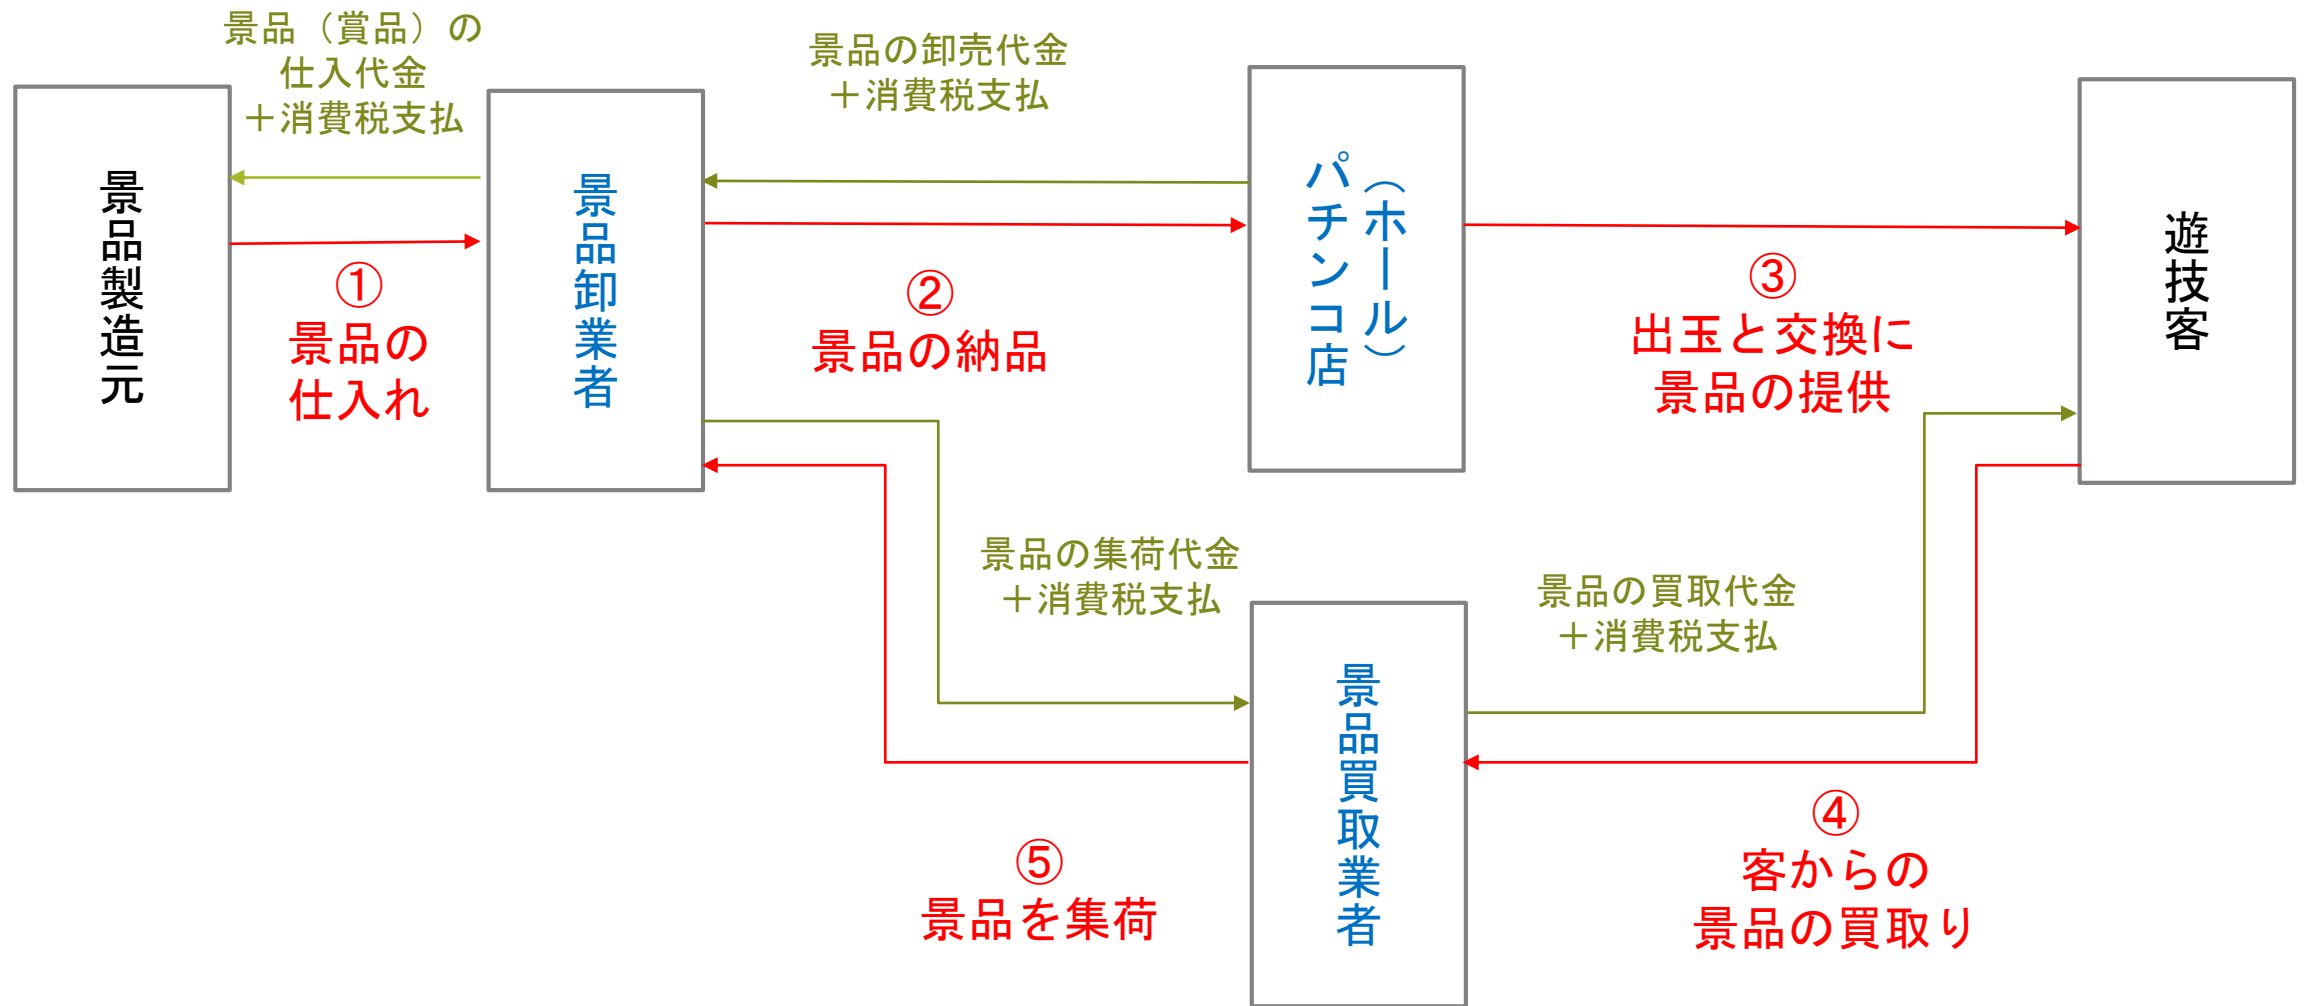 景品（賞品）の
仕入代金
＋消費税支払
景品の卸売代金
＋消費税支払
景品製造元
景品卸業者
（ホール）
パチンコ店
遊技客
①
景品の
仕入れ
②
景品の納品
③
出玉と交換に
景品の提供
景品の集荷代金
＋消費税支払
景品の買取代金
＋消費税支払
景品買取業者
④
客からの
景品の買取り
⑤
景品を集荷